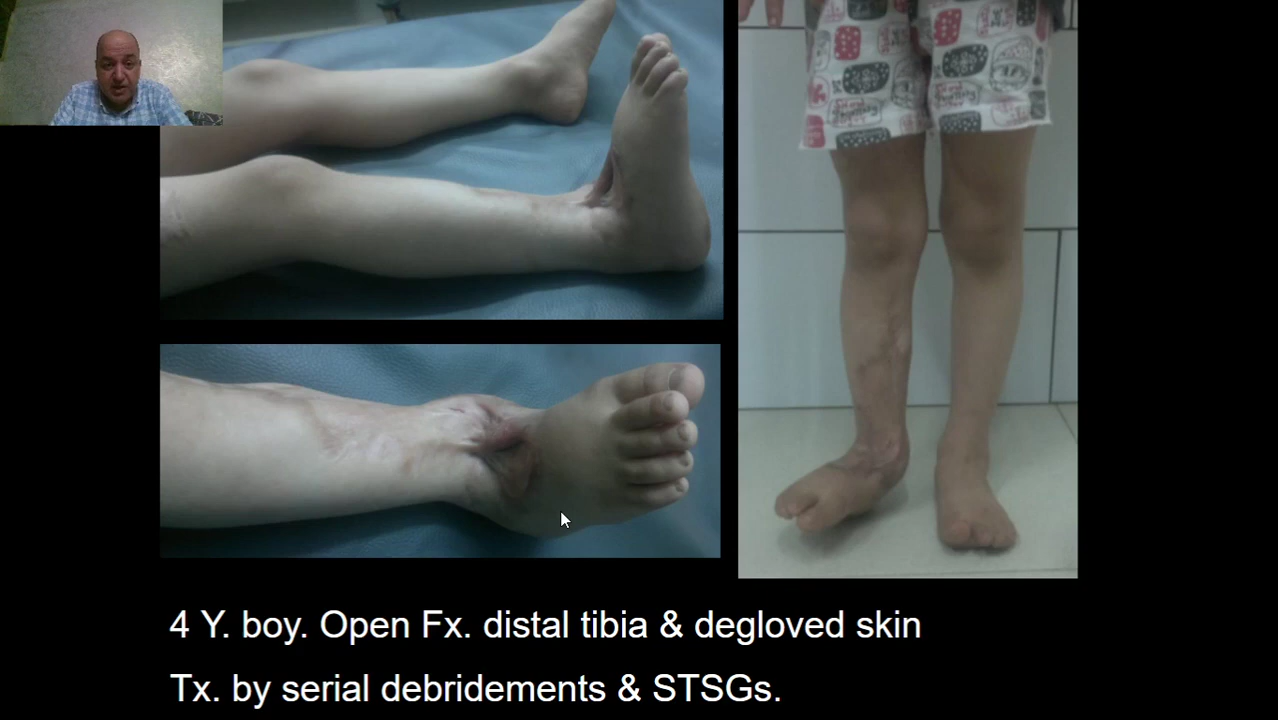 4 Y. boy. Open Fx. distal tibia & degloved skin
Tx. by serial debridements & STSGs.